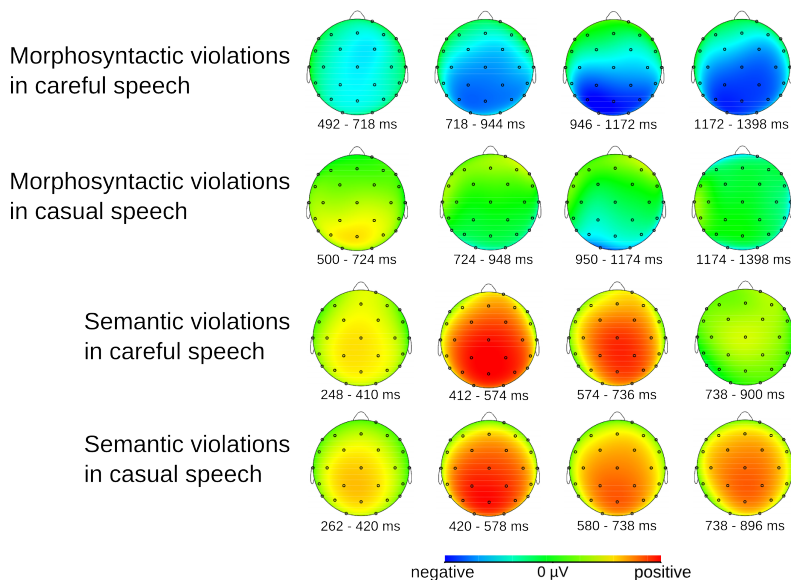 Morphosyntactic violations
in careful speech
492 - 718 ms
718 - 944 ms
946 - 1172 ms
1172 - 1398 ms
Morphosyntactic violations
in casual speech
500 - 724 ms
724 - 948 ms
950 - 1174 ms
1174 - 1398 ms
Semantic violations
in careful speech
248 - 410 ms
412 - 574 ms
574 - 736 ms
738 - 900 ms
Semantic violations
in casual speech
262 - 420 ms
420 - 578 ms
580 - 738 ms
738 - 896 ms
negative 0 µV positive